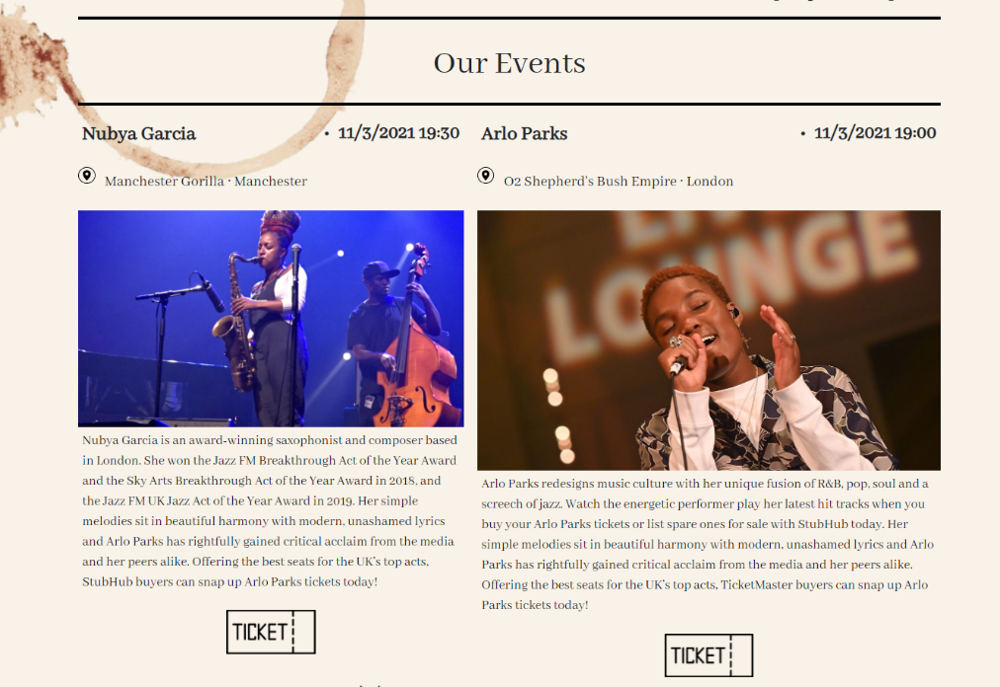 Our Events
Nubya Garcia • 11/3/2021 19:30
Manchester Gorilla · Manchester
Nubya Garcia is an award-winning saxophonist and composer based
in London. She won the Jazz FM Breakthrough Act of the Year Award
and the Sky Arts Breakthrough Act of the Year Award in 2018, and
the Jazz FM UK Jazz Act of the Year Award in 2019. Her simple
melodies sit in beautiful harmony with modern, unashamed lyrics
and Arlo Parks has rightfully gained critical acclaim from the media
and her peers alike. Offering the best seats for the UK's top acts,
StubHub buyers can snap up Arlo Parks tickets today!
TICKET
Arlo Parks • 11/3/2021 19:00
O2 Shepherd's Bush Empire · London
LOUNGE
Arlo Parks redesigns music culture with her unique fusion of R&B, pop, soul and a
screech of jazz. Watch the energetic performer play her latest hit tracks when you
buy your Arlo Parks tickets or list spare ones for sale with StubHub today. Her
simple melodies sit in beautiful harmony with modern, unashamed lyrics and Arlo
Parks has rightfully gained critical acclaim from the media and her peers alike.
Offering the best seats for the UK's top acts, TicketMaster buyers can snap up Arlo
Parks tickets today!
TICKET